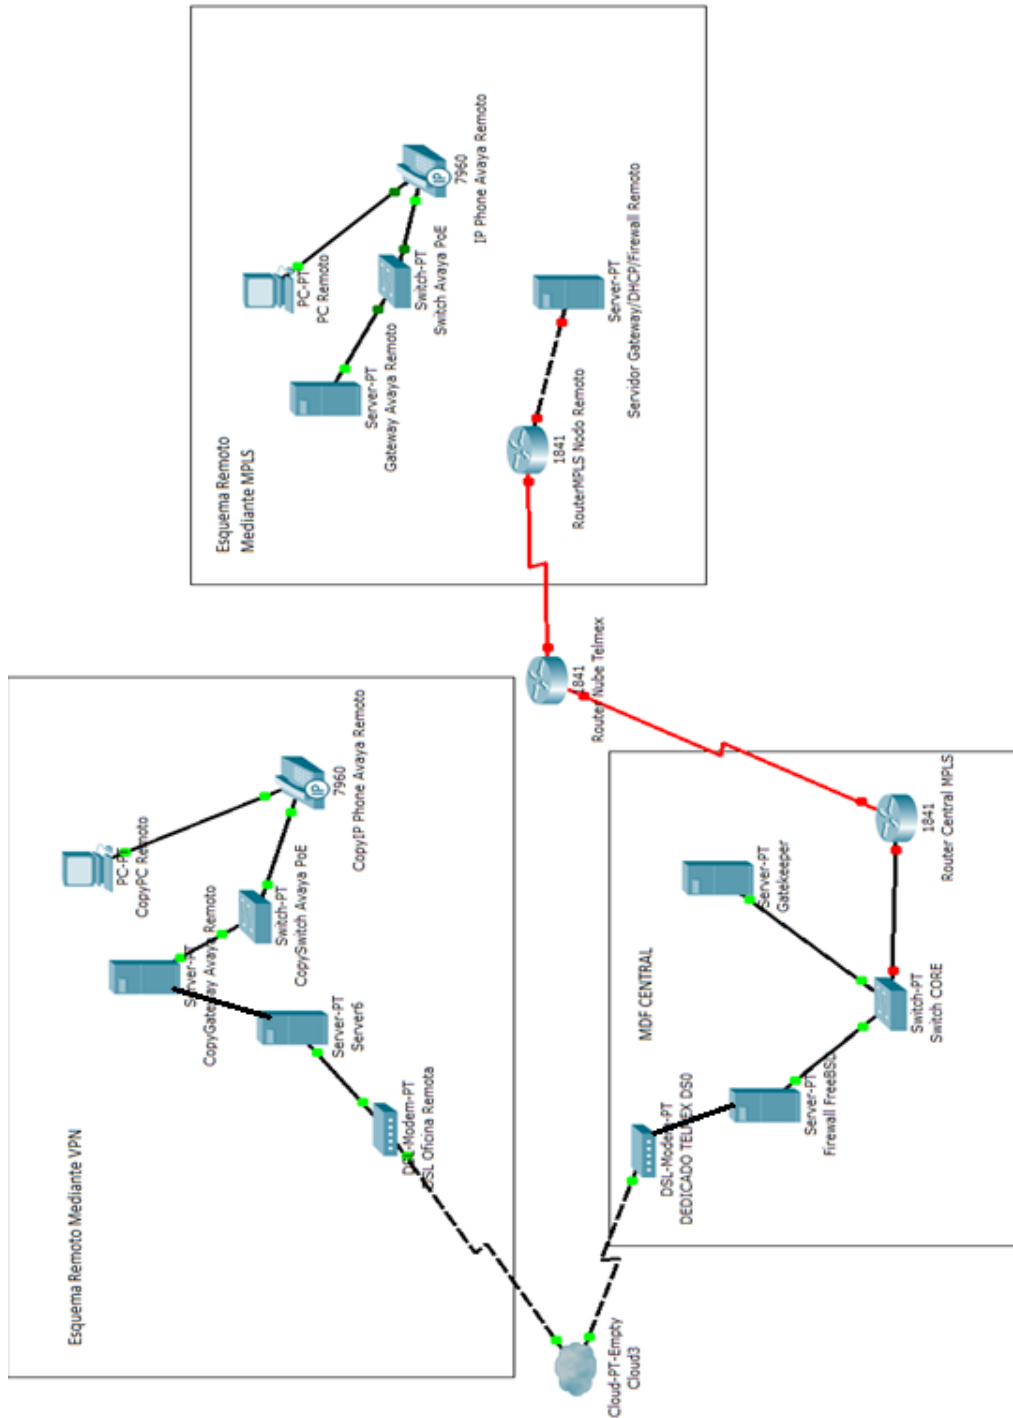 Esquema Remoto Mediante VPN
PC-PT
CopyPC Remoto
Server-PT
CopyGateway Avaya Remoto
Switch-PT
CopySwitch Avaya PoE
7960
CopyIP Phone Avaya Remoto
Server-PT
Server6
DSL-Modem-PT
DSL Oficina Remota
Cloud-PT-Empty
Cloud3
Esquema Remoto
Mediante MPLS
PC-PT
PC Remoto
Server-PT
Gateway Avaya Remoto
Switch-PT
Switch Avaya PoE
IP
7960
IP Phone Avaya Remoto
1841
RouterMPLS Nodo Remoto
Server-PT
Servidor Gateway/DHCP/Firewall Remoto
1841
Router Nube Telmex
MDF CENTRAL
DSL-Modem-PT
DEDICADO TELMEX DS0
Server-PT
Firewall FreeBSD
Server-PT
Gatekeeper
Switch-PT
Switch CORE
1841
Router Central MPLS
IP